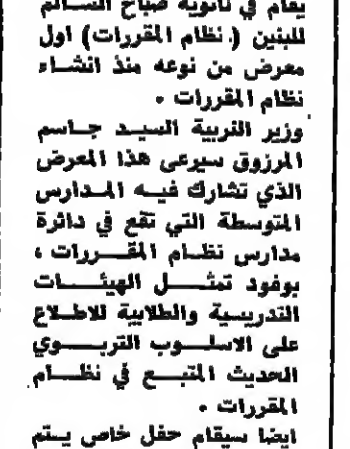 يقام في ثانوية صباح السالم
للبنين ( نظام المقررات) اول
معرض من نوعه منذ انشاء
نظام المقررات .
وزير التربية السيد جاسم
المرزوق سيرعى هذا المعرض
الذي تشارك فيه المدارس
المتوسطة التي تقع في دائرة
مدارس نظام المقررات ،
بوفود تمثل الهيئات
التدريسية والطلابية للاطلاع
على الاسلوب التربوي
الحديث المتبع في نظام
المقررات .
ايضا سيقام حفل خاص يتم